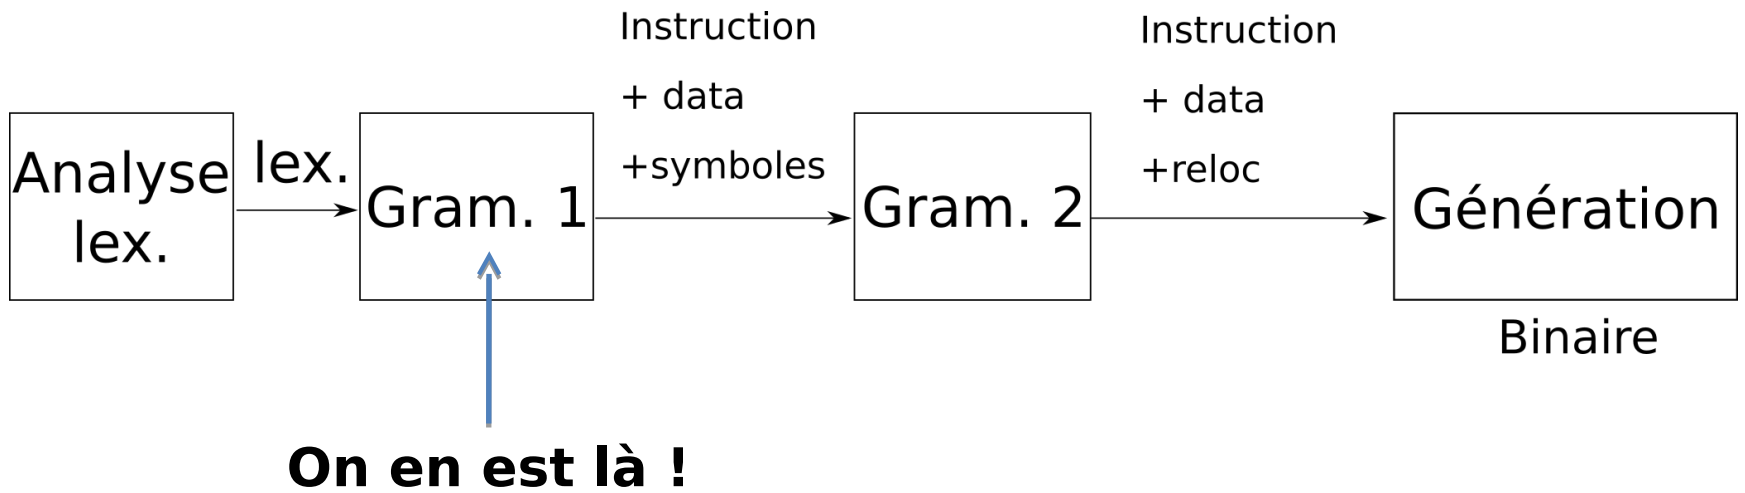 Analyse
lex.
lex.
Gram. 1
Instruction
+ data
+symboles
Gram. 2
Instruction
+ data
+reloc
Génération
Binaire
On en est là !